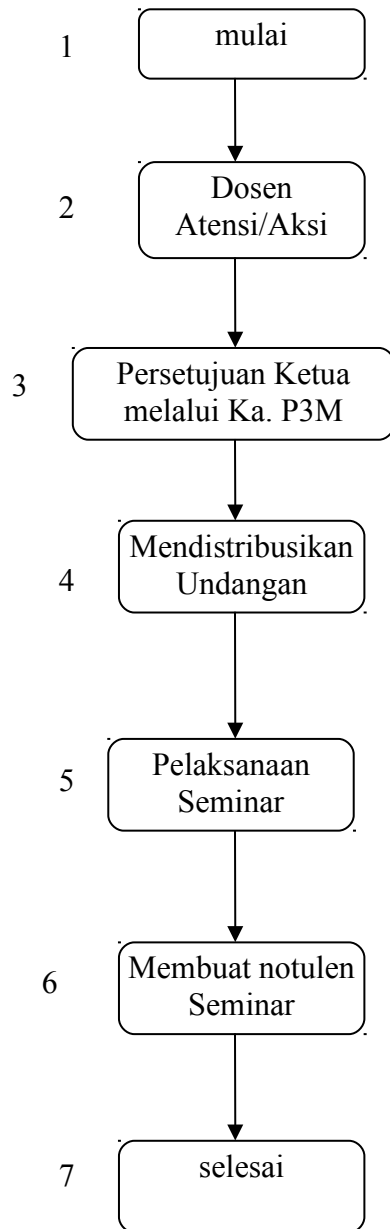 1
mulai
2
Dosen
Atensi/Aksi
3
Persetujuan Ketua
melalui Ka. P3M
4
Mendistribusikan
Undangan
5
Pelaksanaan
Seminar
6
Membuat notulen
Seminar
7
selesai